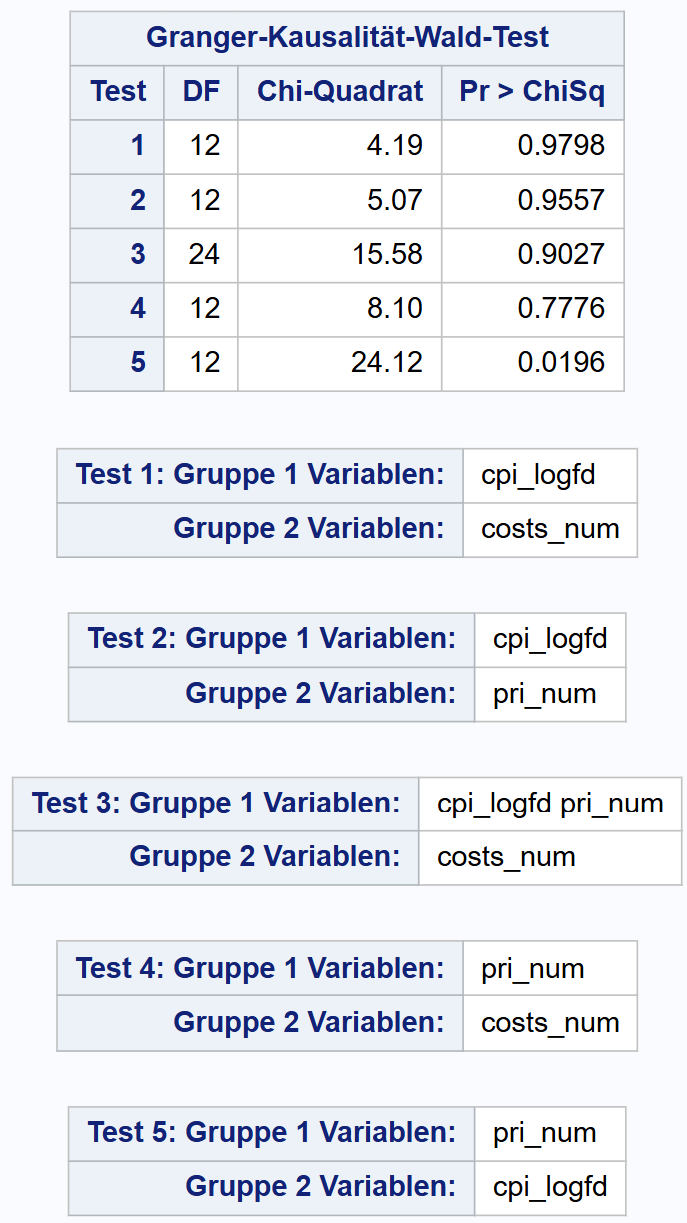 Granger-Kausalität-Wald-Test
Test DF Chi-Quadrat Pr > ChiSq
1 12 4.19 0.9798
2 12 5.07 0.9557
3 24 15.58 0.9027
4 12 8.10 0.7776
5 12 24.12 0.0196
Test 1: Gruppe 1 Variablen: cpi_logfd
Gruppe 2 Variablen: costs_num
Test 2: Gruppe 1 Variablen: cpi_logfd
Gruppe 2 Variablen: pri_num
Test 3: Gruppe 1 Variablen: cpi_logfd pri_num
Gruppe 2 Variablen: costs_num
Test 4: Gruppe 1 Variablen: pri_num
Gruppe 2 Variablen: costs_num
Test 5: Gruppe 1 Variablen: pri_num
Gruppe 2 Variablen: cpi_logfd